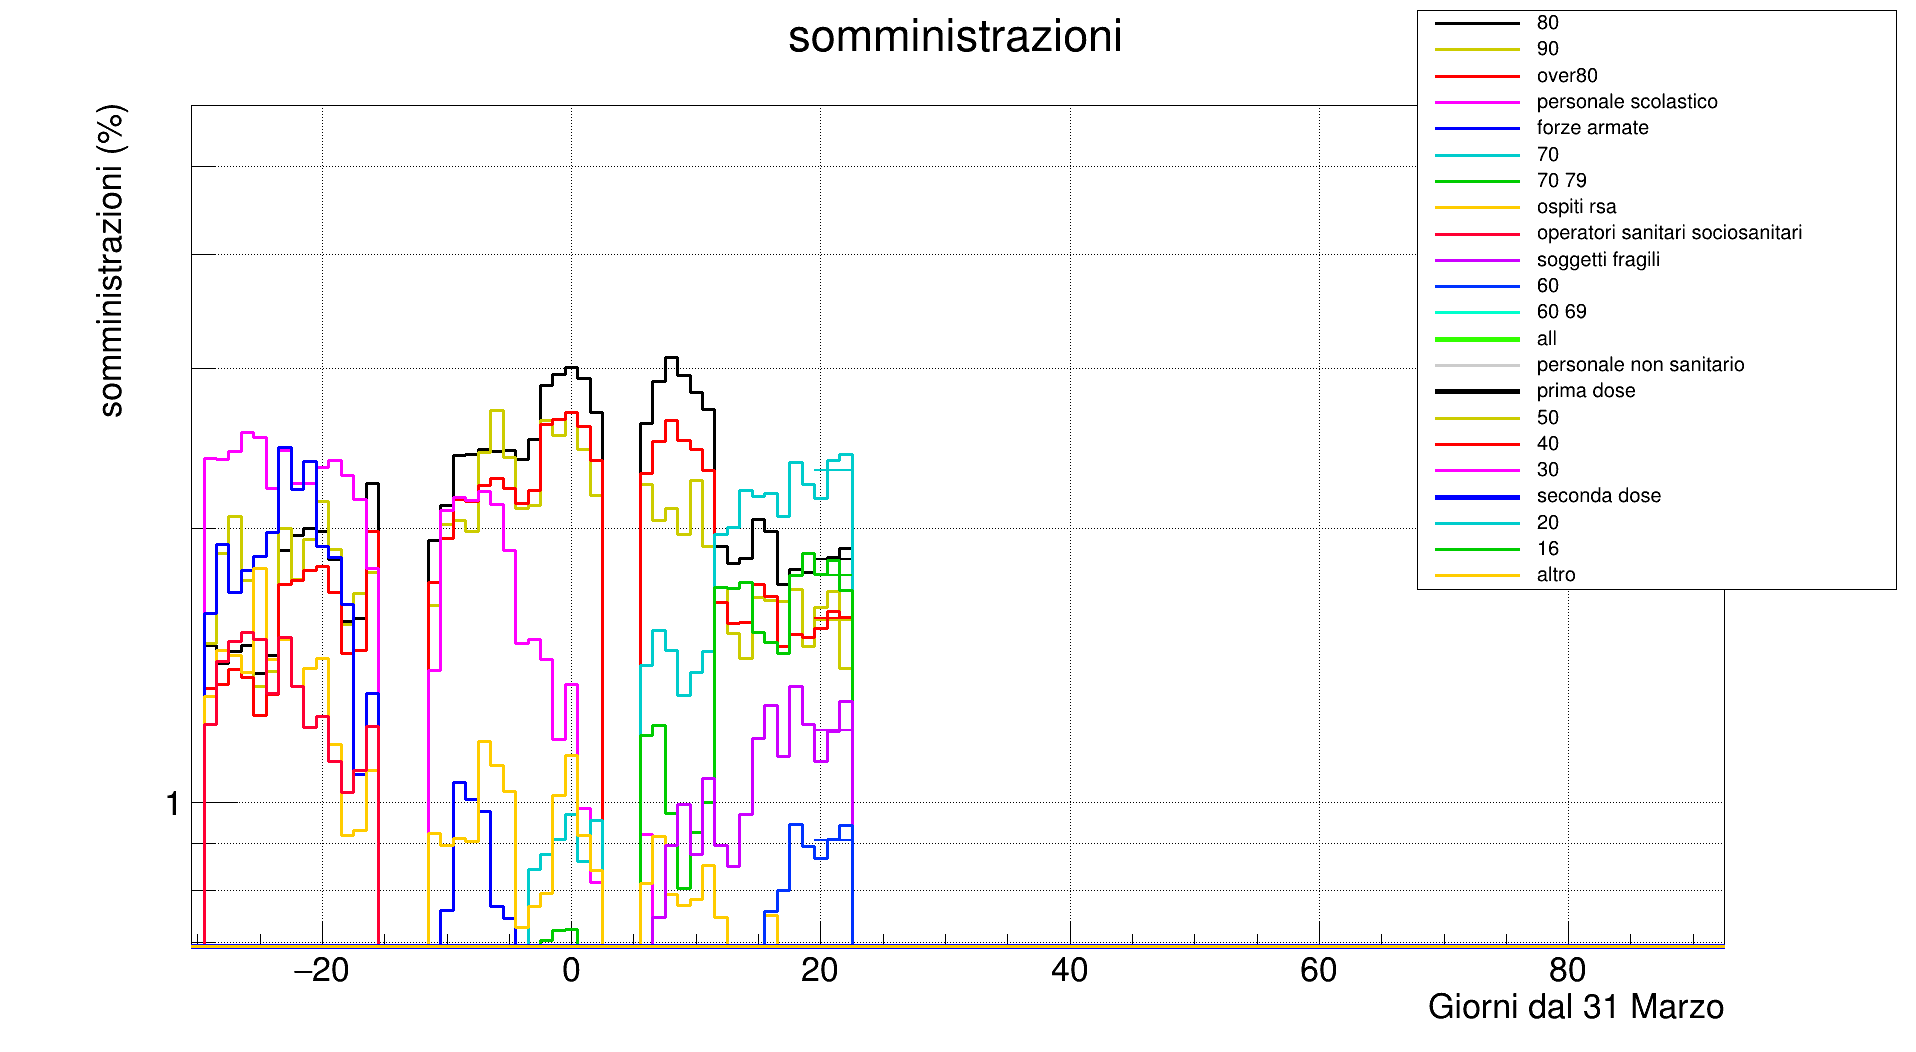 somministrazioni
somministrazioni (%)
80
90
over80
personale scolastico
forze armate
70
70 79
ospiti rsa
operatori sanitari sociosanitari
soggetti fragili
60
60 69
all
personale non sanitario
prima dose
50
40
30
seconda dose
20
16
altro
1
−20 0 20 40 60 80
Giorni dal 31 Marzo